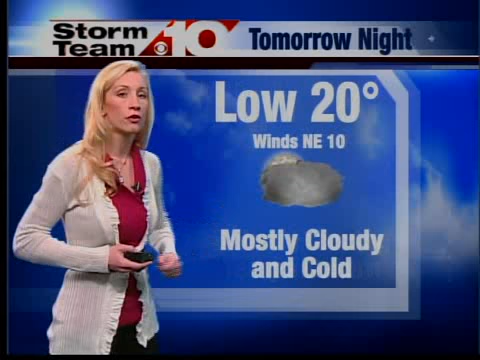 Storm
Team
10
Tomorrow Night
Low 20°
Winds NE 10
Mostly Cloudy
and Cold